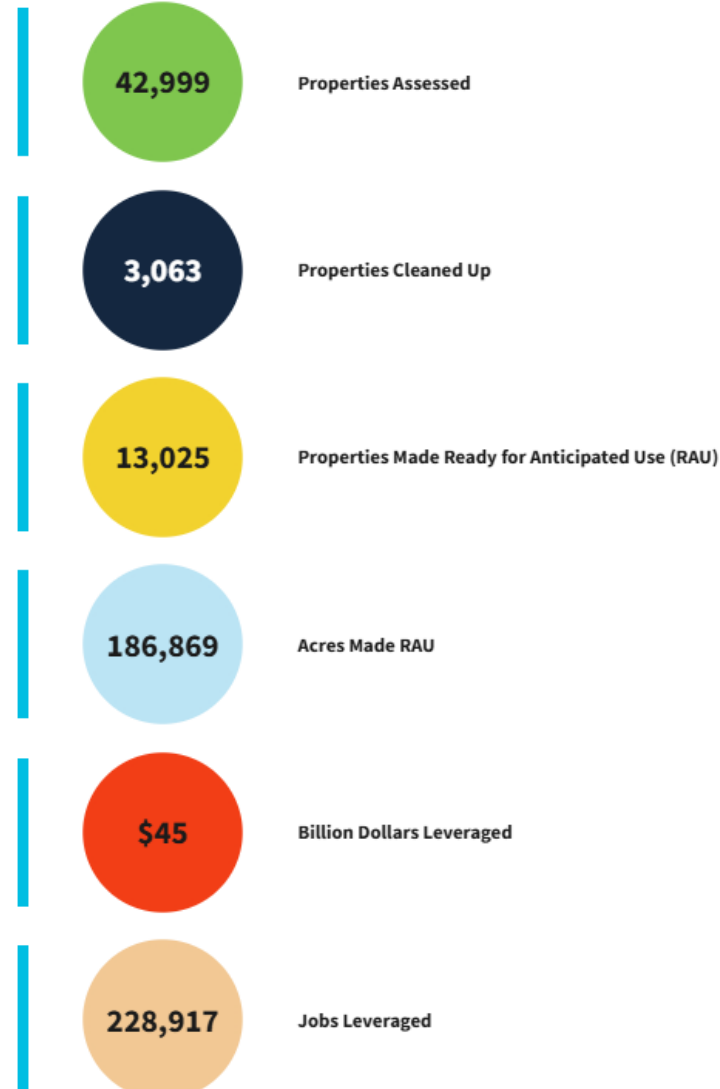 42,999
Properties Assessed
3,063
Properties Cleaned Up
13,025
Properties Made Ready for Anticipated Use (RAU)
186,869
Acres Made RAU
$45
Billion Dollars Leveraged
228,917
Jobs Leveraged